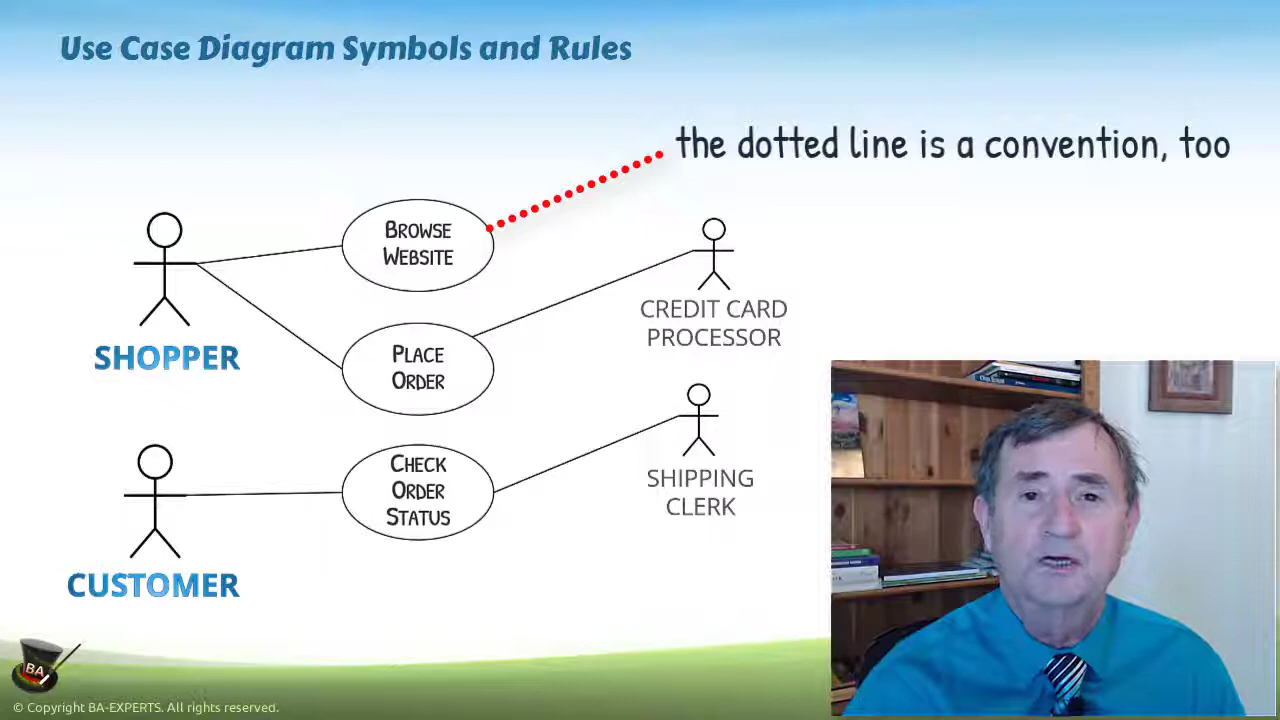 Use Case Diagram Symbols and Rules
the dotted line is a convention, too
BROWSE
WEBSITE
CREDIT CARD
PROCESSOR
SHOPPER
PLACE
ORDER
CHECK
ORDER
STATUS
SHIPPING
CLERK
CUSTOMER
BA
© Copyright BA-EXPERTS. All rights reserved.